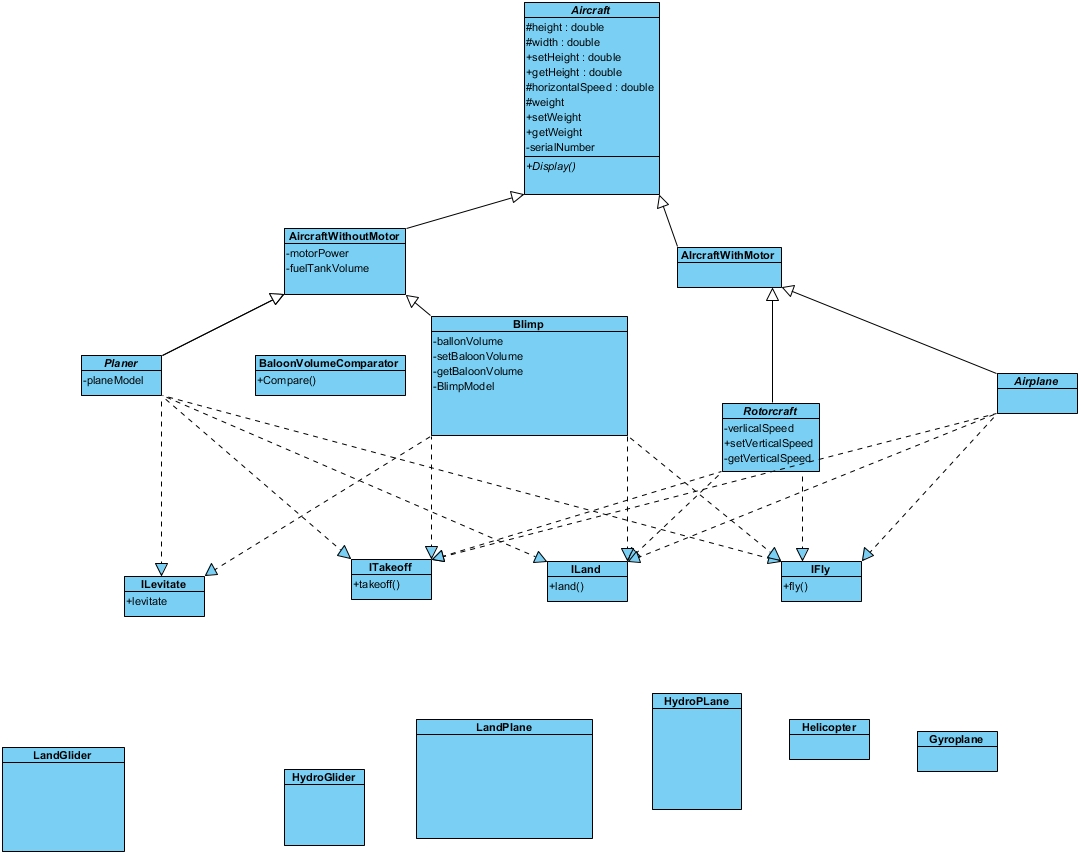 Aircraft
#height : double
#width : double
+setHeight : double
+getHeight : double
#horizontalSpeed : double
#weight
+setWeight
+getWeight
-serialNumber
+Display()
AircraftWithoutMotor
-motorPower
-fuelTankVolume
AIrcraftWithMotor
Planer
-planeModel
BaloonVolumeComparator
+Compare()
Blimp
-ballonVolume
-setBaloonVolume
-getBaloonVolume
-BlimpModel
Rotorcraft
-verlicalSpeed
+setVerticalSpeed
-getVerticalSpeed
Airplane
ILevitate
+levitate
ITakeoff
+takeoff()
ILand
+land()
IFly
+fly()
LandGlider
HydroGlider
LandPlane
HydroPLane
Helicopter
Gyroplane